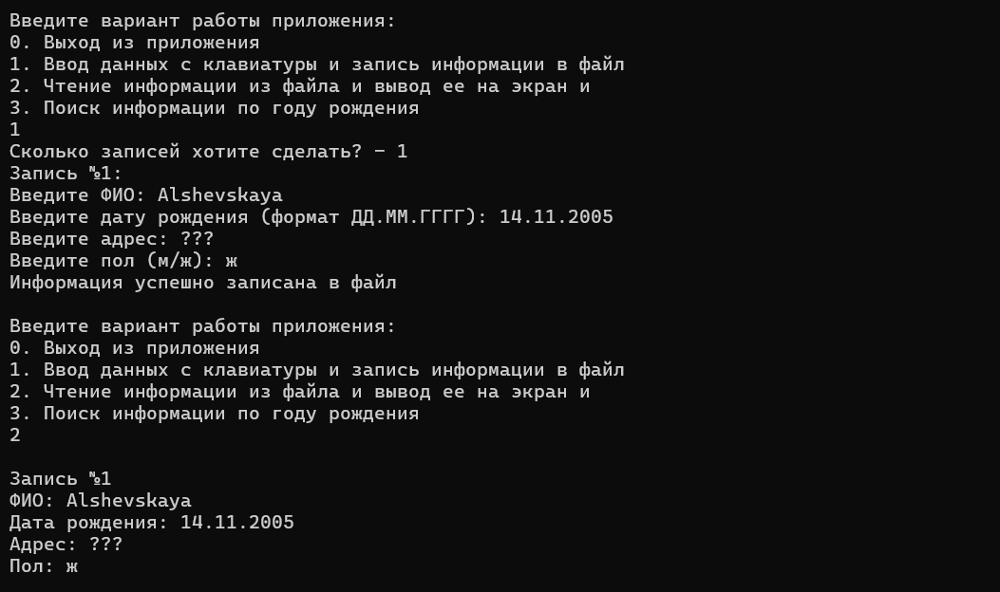 Введите вариант работы приложения:
0. Выход из приложения
1. Ввод данных с клавиатуры и запись информации в файл
2. Чтение информации из файла и вывод ее на экран и
3. Поиск информации по году рождения
1
Сколько записей хотите сделать? - 1
Запись №1:
Введите ФИО: Alshevskaya
Введите дату рождения (формат ДД.ММ.ГГГГ): 14.11.2005
Введите адрес: ???
Введите пол (м/ж): ж
Информация успешно записана в файл
Введите вариант работы приложения:
0. Выход из приложения
1. Ввод данных с клавиатуры и запись информации в файл
2. Чтение информации из файла и вывод ее на экран и
3. Поиск информации по году рождения
2
Запись №1
ФИО: Alshevskaya
Дата рождения: 14.11.2005
Адрес: ???
Пол: ж